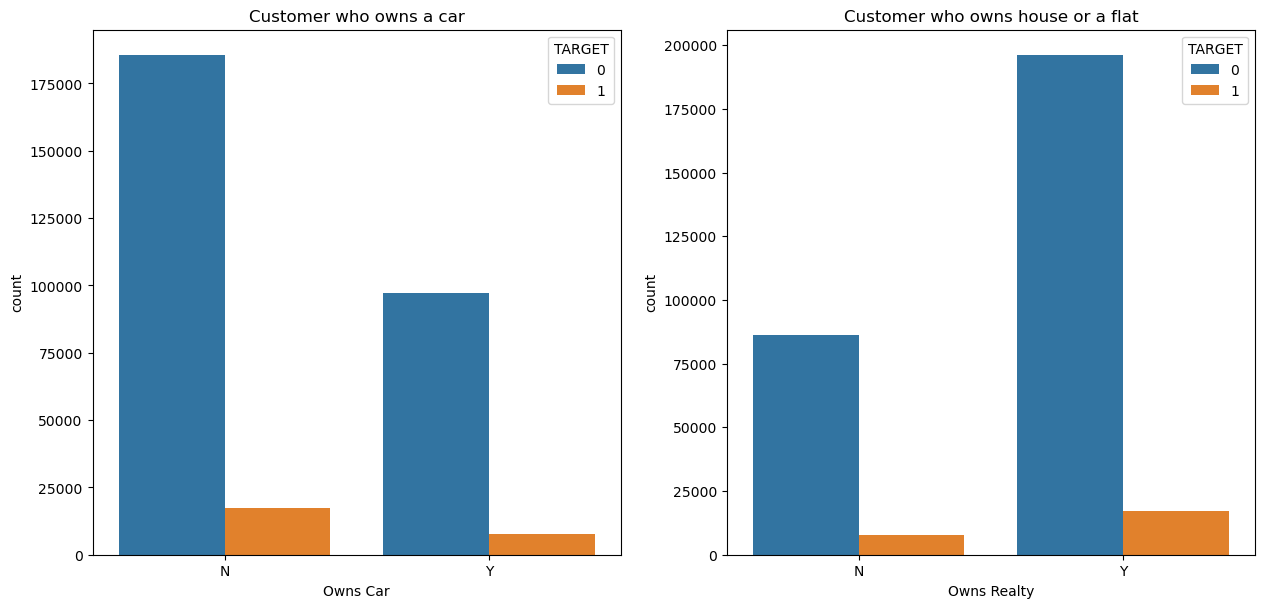 Customer who owns a car
TARGET
0
1
175000
150000
125000
100000
75000
50000
25000
0
count
N
Y
Owns Car
Customer who owns house or a flat
TARGET
0
1
200000
175000
150000
125000
100000
75000
50000
25000
0
count
N
Y
Owns Realty